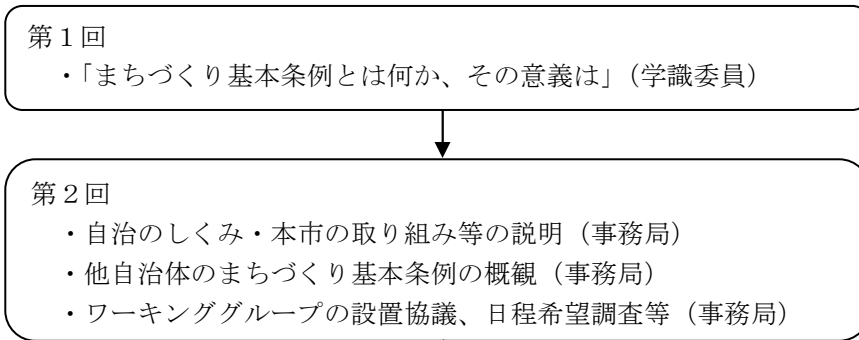 第１回
・「まちづくり基本条例とは何か、その意義は」（学識委員）
第２回
・自治のしくみ・本市の取り組み等の説明（事務局）
・他自治体のまちづくり基本条例の概観（事務局）
・ワーキンググループの設置協議、日程希望調査等（事務局）